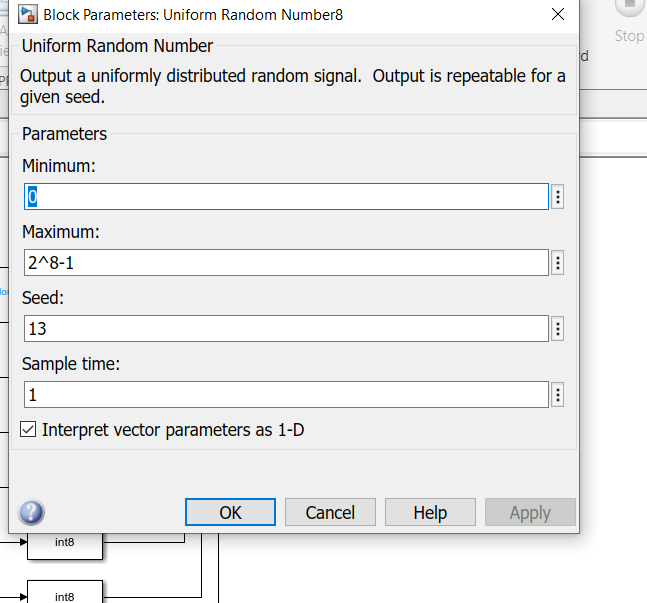 Block Parameters: Uniform Random Number8
Uniform Random Number
Output a uniformly distributed random signal.  Output is repeatable for a
given seed.
Parameters
Minimum:
0
Maximum:
2^8-1
Seed:
13
Sample time:
1
Interpret vector parameters as 1-D
OK
Cancel
Help
Apply
Stop
int8
int8